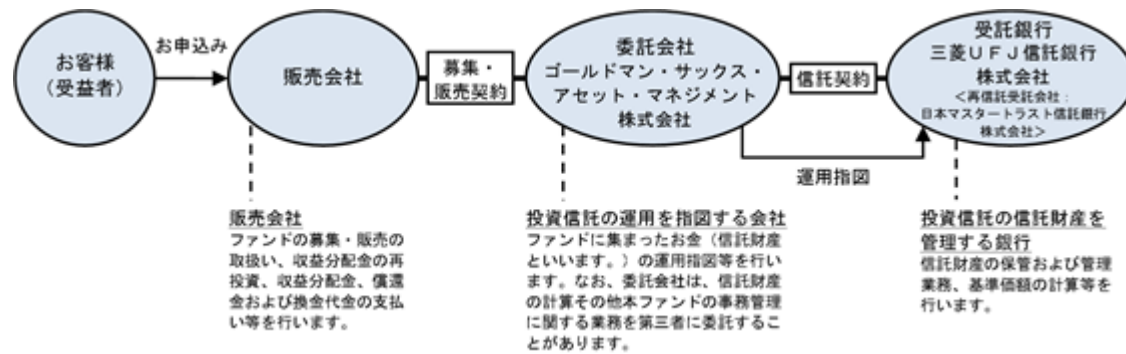 お客様
（受益者）
お申込み
販売会社
募集・
販売契約
委託会社
ゴールドマン・サックス・
アセット・マネジメント
株式会社
信託契約
受託銀行
三菱ＵＦＪ信託銀行
株式会社
＜再信託受託会社：
日本マスタートラスト信託銀行
株式会社＞
運用指図
販売会社
ファンドの募集・販売の
取扱い、収益分配金の再
投資、収益分配金、償還
金および換金代金の支払
い等を行います。
投資信託の運用を指図する会社
ファンドに集まったお金（信託財産
といいます。）の運用指図等を行い
ます。なお、委託会社は、信託財産
の計算その他本ファンドの事務管理
に関する業務を第三者に委託するこ
とがあります。
投資信託の信託財産を
管理する銀行
信託財産の保管および管理
業務、基準価額の計算等を
行います。